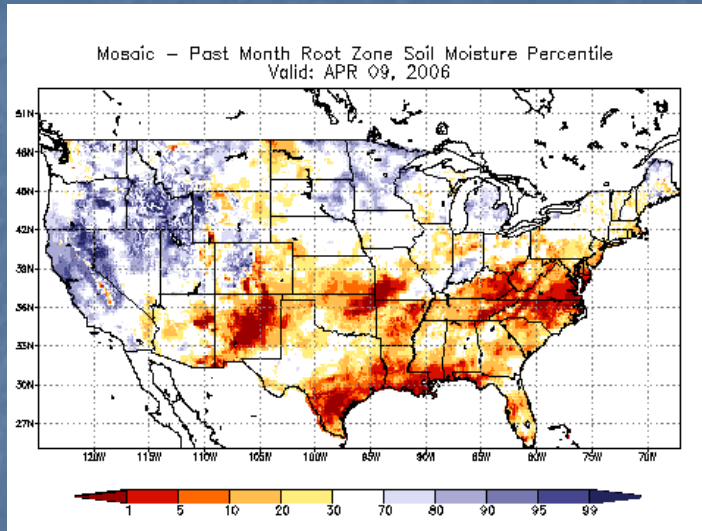 Mosaic - Past Month Root Zone Soil Moisture Percentile
Valid: APR 09, 2006
51N
48N
45N
42N
39N
36N
33N
30N
27N
120W 115W 110W 105W 100W 95W 90W 85W 80W 75W 70W
1 5 10 20 30 70 80 90 95 99